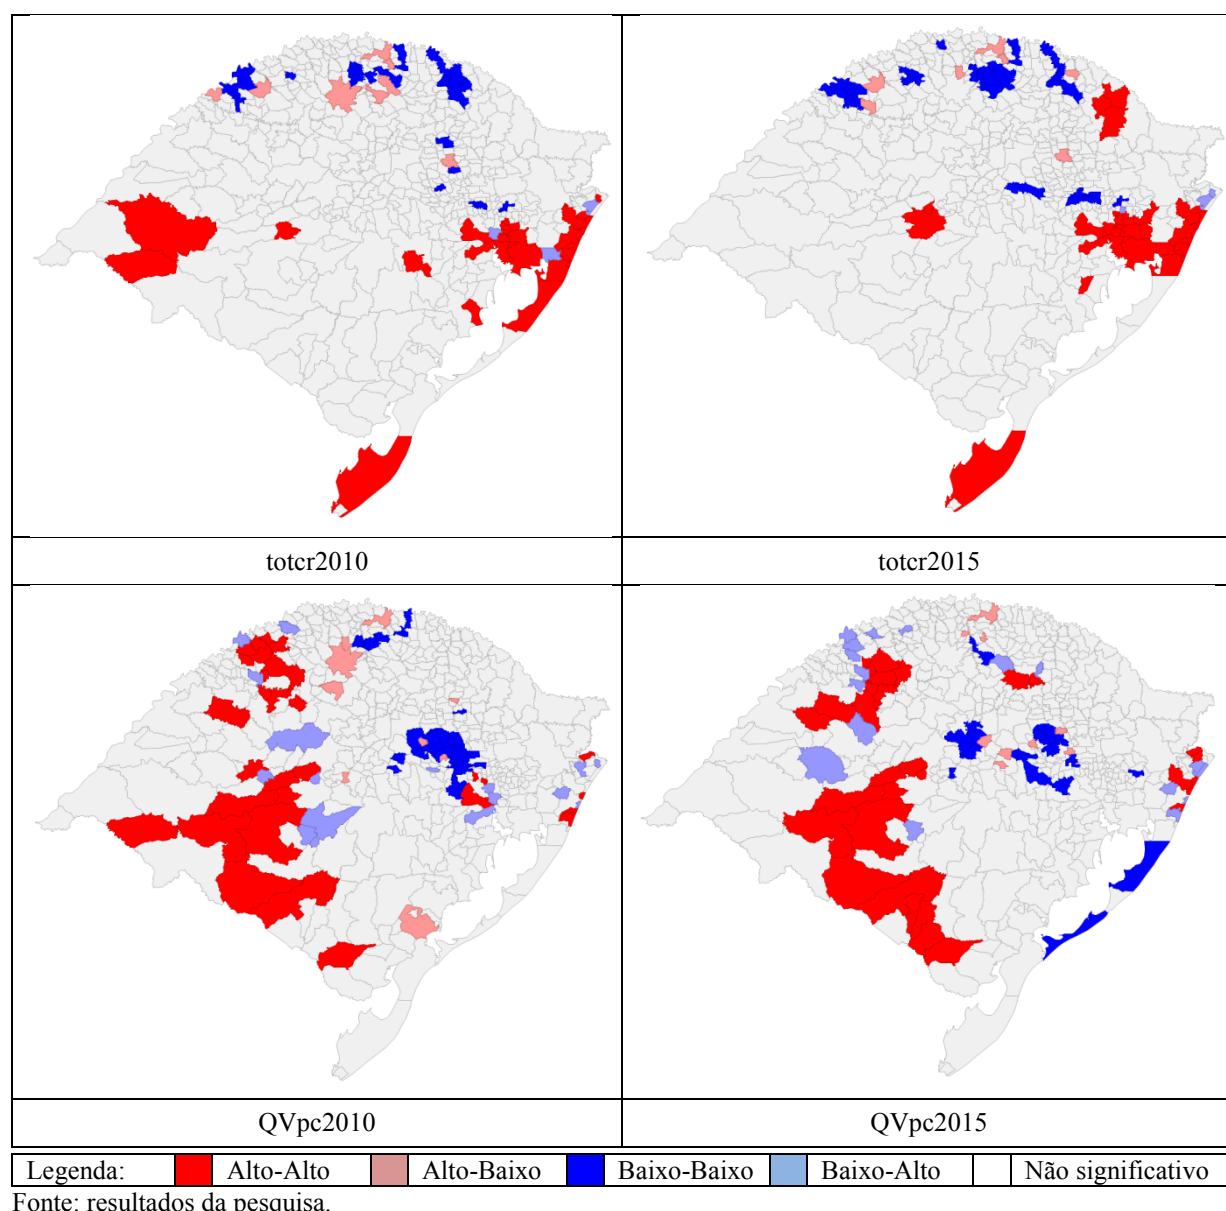 totcr2010
totcr2015
QVpc2010
QVpc2015
Legenda: Alto-Alto Alto-Baixo Baixo-Baixo Baixo-Alto Não significativo
Fonte: resultados da pesquisa.